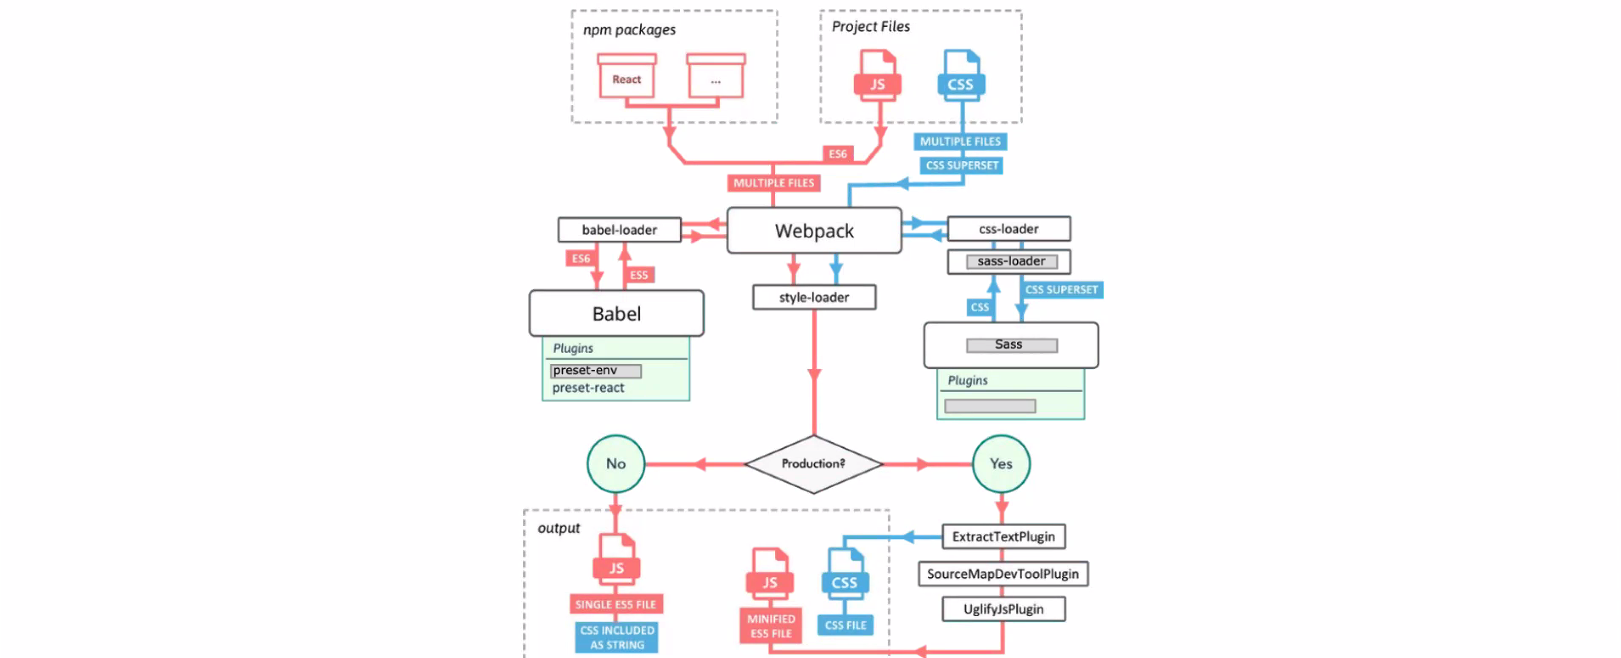 npm packages
React
...
Project Files
JS
CSS
MULTIPLE FILES
CSS SUPERSET
ES6
MULTIPLE FILES
babel-loader
Webpack
css-loader
sass-loader
ES6
ES5
style-loader
CSS
CSS SUPERSET
Babel
Sass
Plugins
preset-env
preset-react
Plugins
No
Production?
Yes
output
ExtractTextPlugin
JS
JS
CSS
SourceMapDevToolPlugin
SINGLE ES5 FILE
UglifyJsPlugin
MINIFIED
ES5 FILE
CSS FILE
CSS INCLUDED
AS STRING